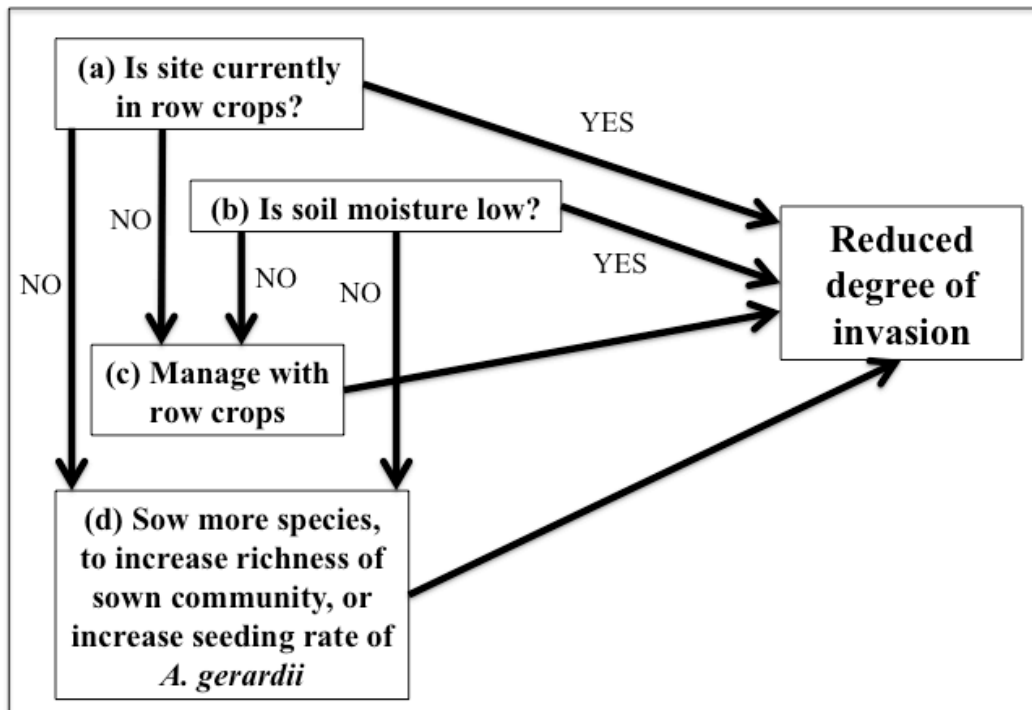 (a) Is site currently
in row crops?
YES
(b) Is soil moisture low?
NO
NO
NO
NO
YES
Reduced
degree of
invasion
(c) Manage with
row crops
(d) Sow more species,
to increase richness of
sown community, or
increase seeding rate of
A. gerardii